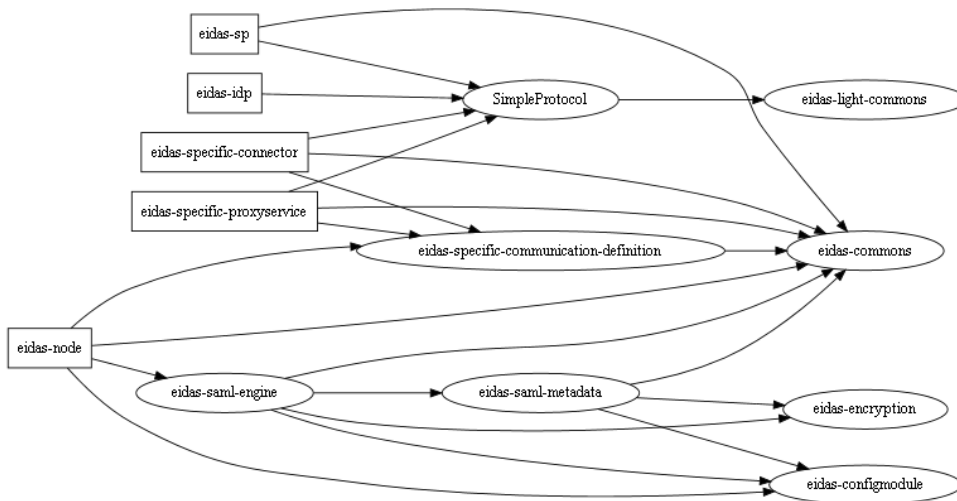 eidas-sp
eidas-idp
SimpleProtocol
eidas-light-commons
eidas-specific-connector
eidas-specific-proxyservice
eidas-specific-communication-definition
eidas-commons
eidas-node
eidas-saml-engine
eidas-saml-metadata
eidas-encryption
eidas-configmodule